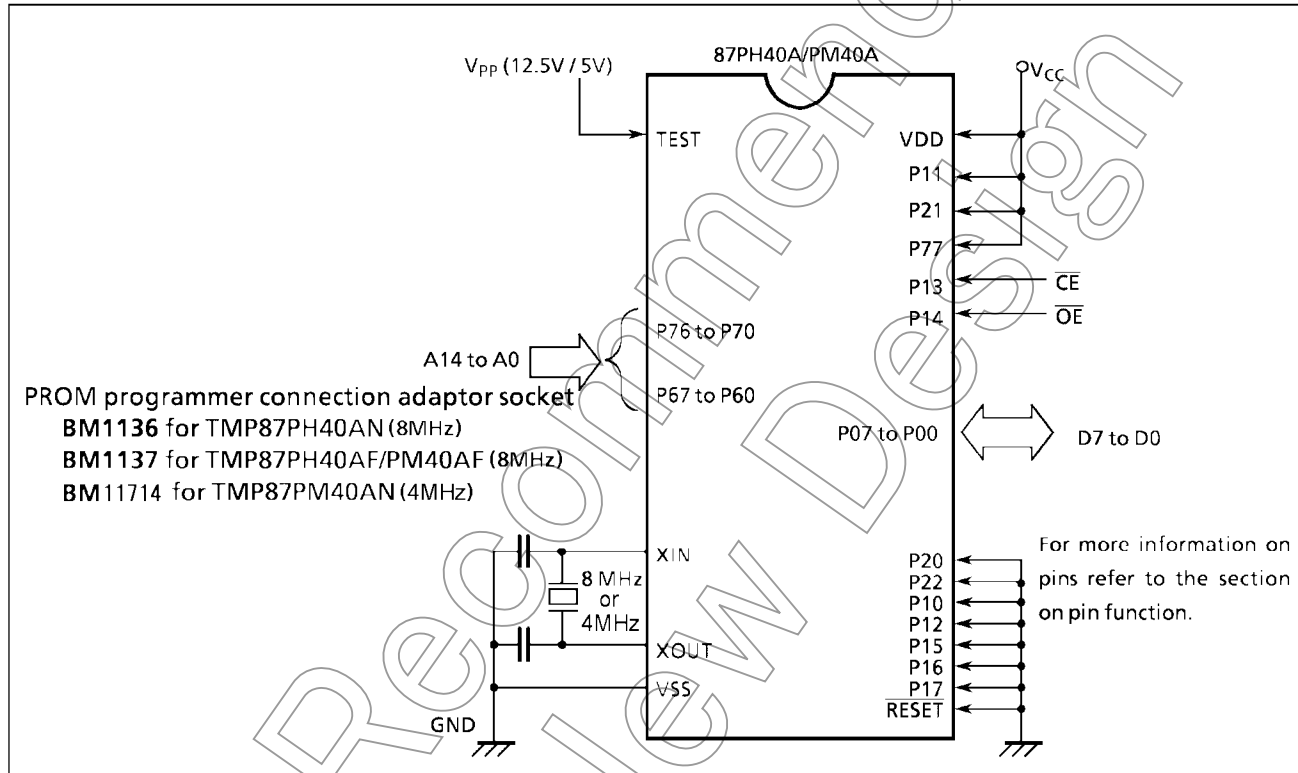 87PH40A/PM40A
VPP (12.5V / 5V)
VCC
TEST
VDD
P11
P21
P77
P13
CE
P14
OE
P76 to P70
A14 to A0
P67 to P60
PROM programmer connection adaptor socket
BM1136 for TMP87PH40AN (8MHz)
BM1137 for TMP87PH40AF/PM40AF (8MHz)
BM11714 for TMP87PM40AN (4MHz)
P07 to P00
D7 to D0
XIN
8 MHz
or
4MHz
XOUT
VSS
GND
P20
P22
P10
P12
P15
P16
P17
RESET
For more information on
pins refer to the section
on pin function.
Recommen
ew Design